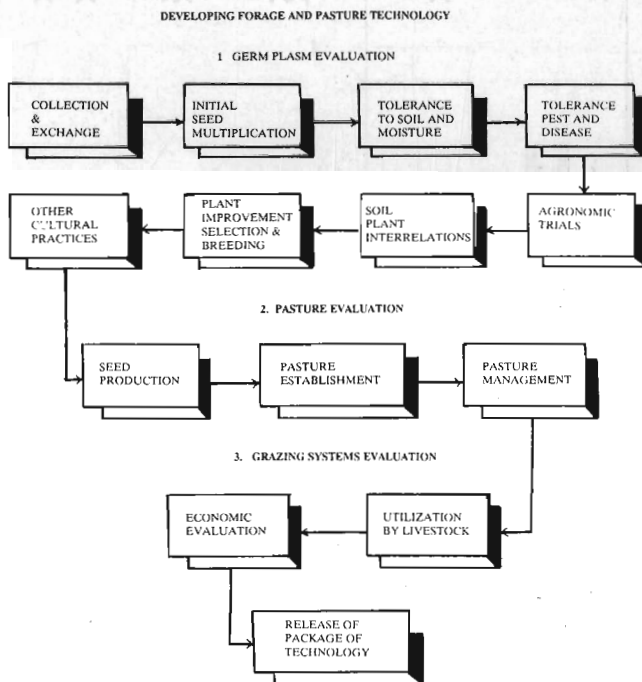 DEVELOPING FORAGE AND PASTURE TECHNOLOGY
1 GERM PLASM EVALUATION
COLLECTION
&
EXCHANGE
INITIAL
SEED
MULTIPLICATION
TOLERANCE
TO SOIL AND
MOISTURE
TOLERANCE
PEST AND
DISEASE
OTHER
CULTURAL
PRACTICES
PLANT
IMPROVEMENT
SELECTION &
BREEDING
SOIL
PLANT
INTERRELATIONS
AGRONOMIC
TRIALS
2. PASTURE EVALUATION
SEED
PRODUCTION
PASTURE
ESTABLISHMENT
PASTURE
MANAGEMENT
3. GRAZING SYSTEMS EVALUATION
ECONOMIC
EVALUATION
UTILIZATION
BY LIVESTOCK
RELEASE OF
PACKAGE OF
TECHNOLOGY